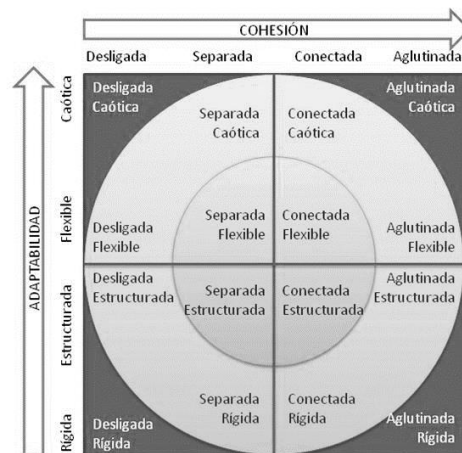 COHESIÓN
Desligada Separada Conectada Aglutinada
ADAPTABILIDAD
Caótica
Flexible
Estructurada
Rígida
Desligada
Caótica
Aglutinada
Caótica
Separada
Caótica
Conectada
Caótica
Desligada
Flexible
Separada
Flexible
Conectada
Flexible
Aglutinada
Flexible
Desligada
Estructurada
Separada
Estructurada
Conectada
Estructurada
Aglutinada
Estructurada
Desligada
Rígida
Separada
Rígida
Conectada
Rígida
Aglutinada
Rígida